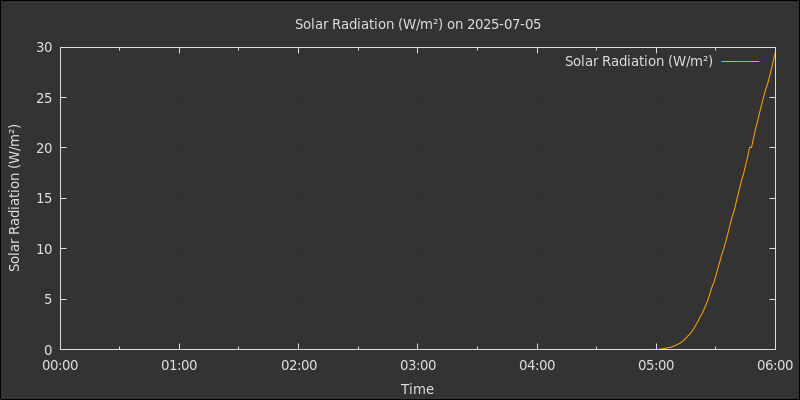 Solar Radiation (W/m²) on 2025-07-05
Solar Radiation (W/m²)
30
25
20
15
10
5
0
Solar Radiation (W/m²)
00:00 01:00 02:00 03:00 04:00 05:00 06:00
Time